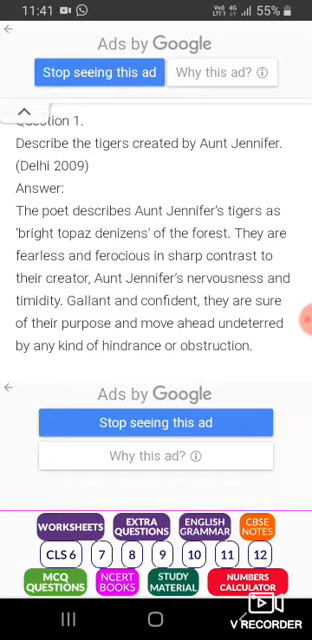 11:41 55%
Ads by Google
Stop seeing this ad Why this ad?
Question 1.
Describe the tigers created by Aunt Jennifer.
(Delhi 2009)
Answer:
The poet describes Aunt Jennifer's tigers as
'bright topaz denizens' of the forest. They are
fearless and ferocious in sharp contrast to
their creator, Aunt Jennifer's nervousness and
timidity. Gallant and confident, they are sure
of their purpose and move ahead undeterred
by any kind of hindrance or obstruction.
Ads by Google
Stop seeing this ad
Why this ad?
WORKSHEETS EXTRA QUESTIONS ENGLISH GRAMMAR CBSE NOTES
CLS 6 7 8 9 10 11 12
MCQ QUESTIONS NCERT BOOKS STUDY MATERIAL NUMBERS CALCULATOR
V RECORDER